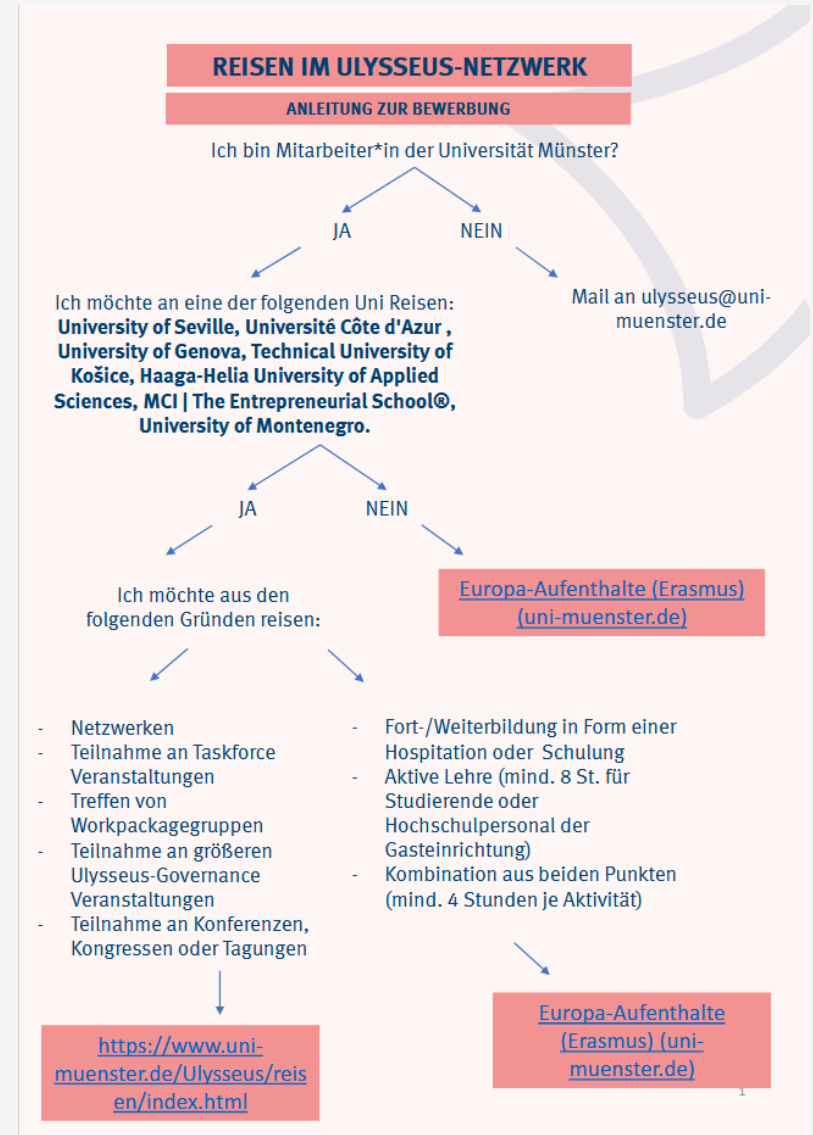 REISEN IM ULYSSEUS-NETZWERK
ANLEITUNG ZUR BEWERBUNG
Ich bin Mitarbeiter*in der Universität Münster?
JA
NEIN
Ich möchte an eine der folgenden Uni Reisen:
University of Seville, Université Côte d'Azur ,
University of Genova, Technical University of
Košice, Haaga-Helia University of Applied
Sciences, MCI | The Entrepreneurial School®,
University of Montenegro.
Mail an ulysseus@uni-
muenster.de
JA
NEIN
Ich möchte aus den
folgenden Gründen reisen:
Europa-Aufenthalte (Erasmus)
(uni-muenster.de)
- Netzwerken
- Teilnahme an Taskforce
Veranstaltungen
- Treffen von
Workpackagegruppen
- Teilnahme an größeren
Ulysseus-Governance
Veranstaltungen
- Teilnahme an Konferenzen,
Kongressen oder Tagungen
- Fort-/Weiterbildung in Form einer
Hospitation oder Schulung
- Aktive Lehre (mind. 8 St. für
Studierende oder
Hochschulpersonal der
Gasteinrichtung)
- Kombination aus beiden Punkten
(mind. 4 Stunden je Aktivität)
https://www.uni-
muenster.de/Ulysseus/reis
en/index.html
Europa-Aufenthalte
(Erasmus) (uni-
muenster.de)
1